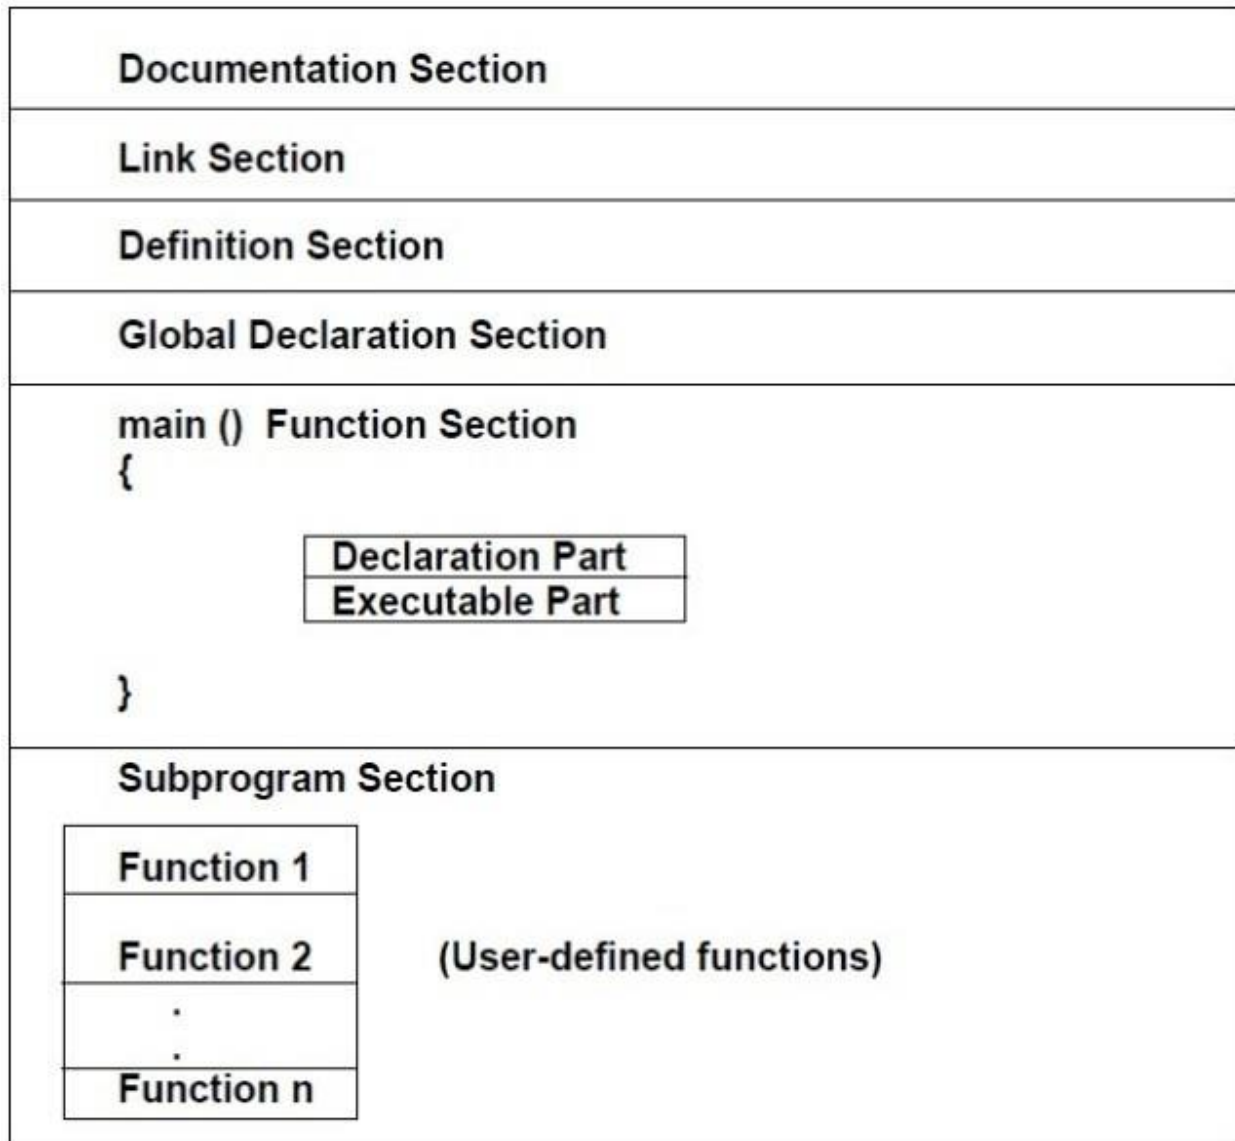 Documentation Section
Link Section
Definition Section
Global Declaration Section
main () Function Section
{
Declaration Part
Executable Part
}
Subprogram Section
Function 1
Function 2 (User-defined functions)
.
.
Function n